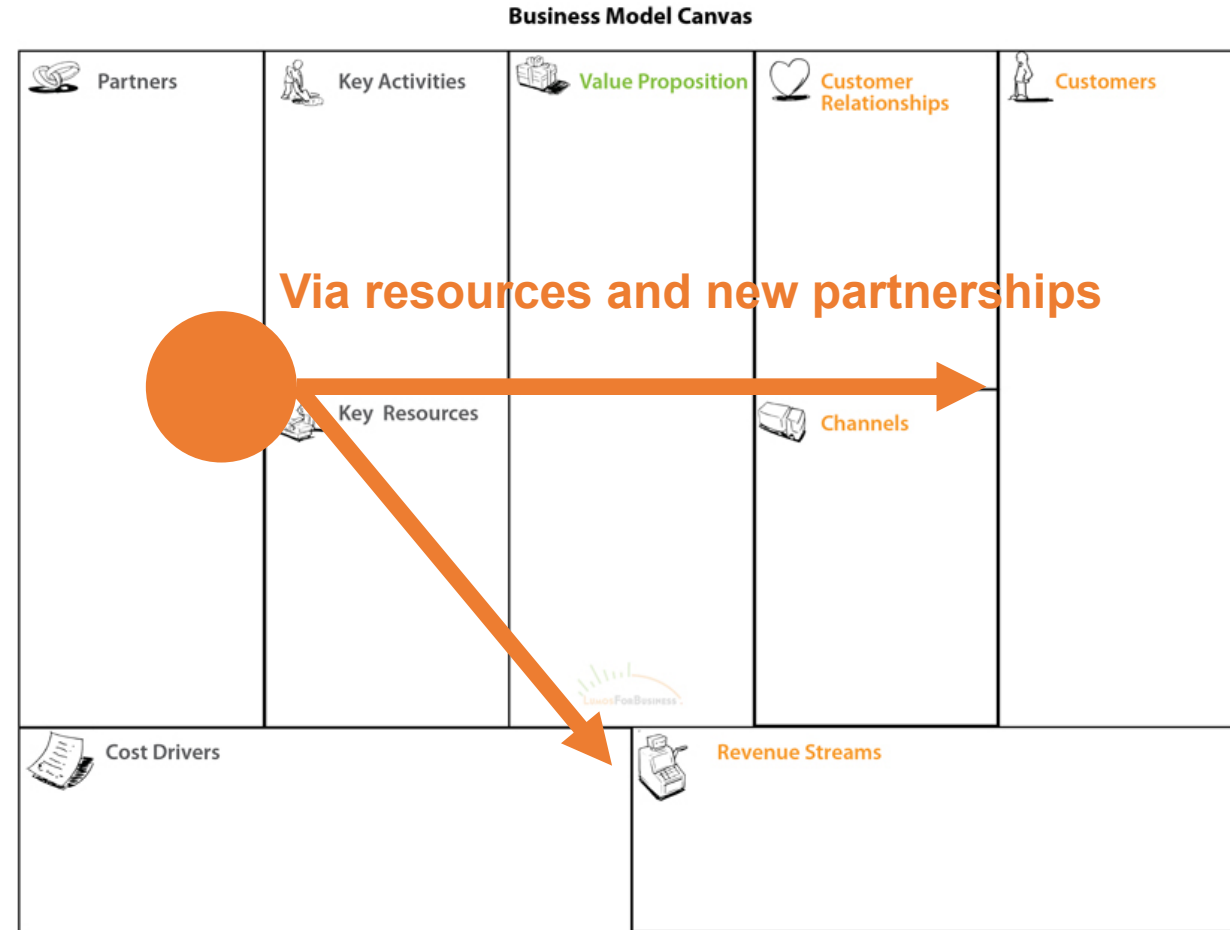 Business Model Canvas
Partners
Key Activities
Value Proposition
Customer
Relationships
Customers
Via resources and new partnerships
Key Resources
Channels
Cost Drivers
Revenue Streams